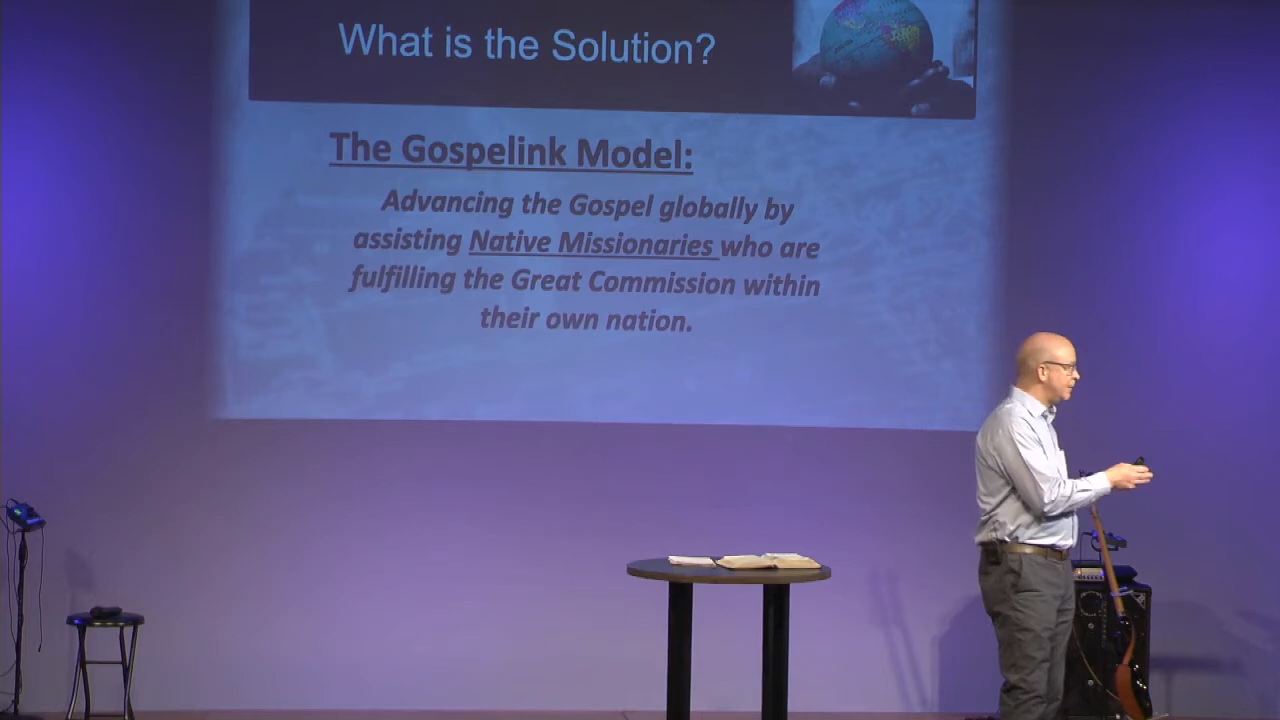 What is the Solution?
The Gospelink Model:
Advancing the Gospel globally by
assisting Native Missionaries who are
fulfilling the Great Commission within
their own nation.